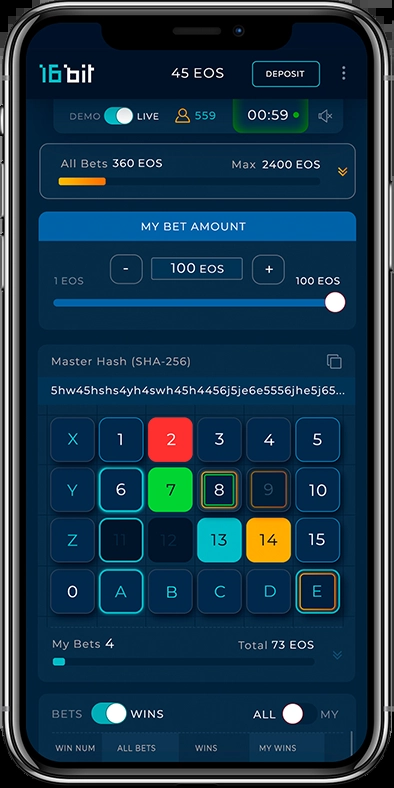 16bit 45 EOS DEPOSIT
DEMO LIVE 559 00:59
All Bets 360 EOS Max 2400 EOS
MY BET AMOUNT
- 100 EOS +
1 EOS 100 EOS
Master Hash (SHA-256)
5hw45hshs4yh4swh45h4456j5je6e5556jhe5j65...
X 1 2 3 4 5
Y 6 7 8 9 10
Z 11 12 13 14 15
0 A B C D E
My Bets 4 Total 73 EOS
BETS WINS ALL MY
WIN NUM ALL BETS WINS MY WINS